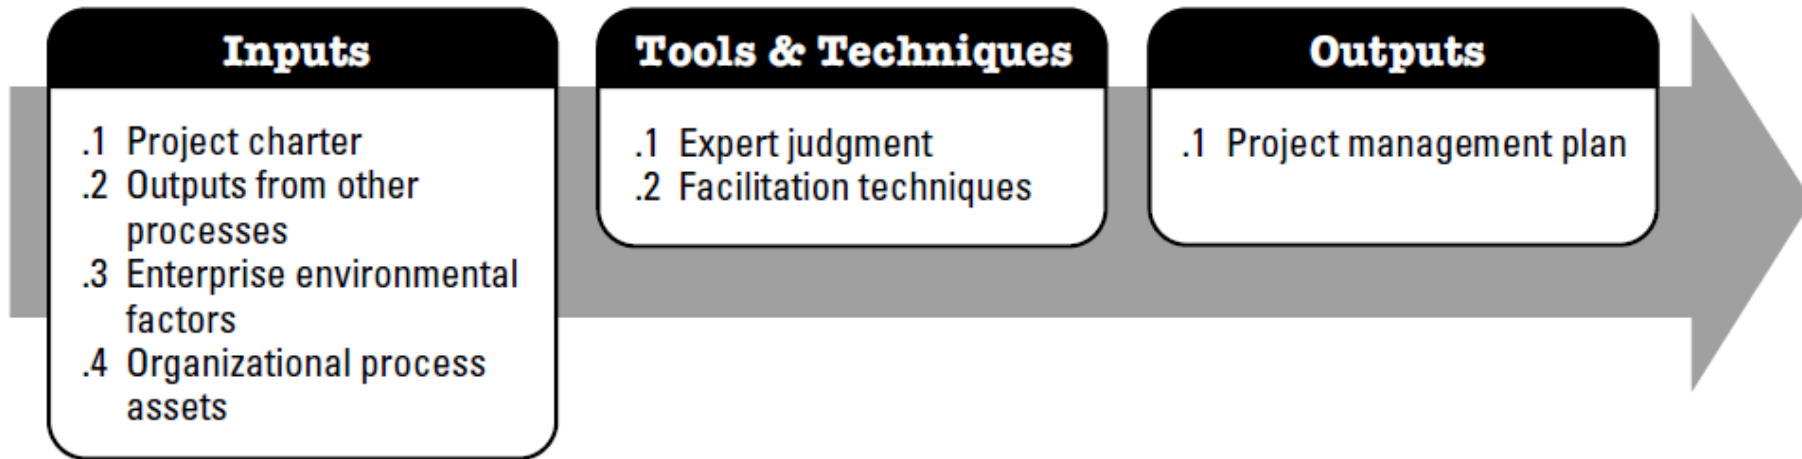 Inputs
.1 Project charter
.2 Outputs from other
processes
.3 Enterprise environmental
factors
.4 Organizational process
assets
Tools & Techniques
.1 Expert judgment
.2 Facilitation techniques
Outputs
.1 Project management plan